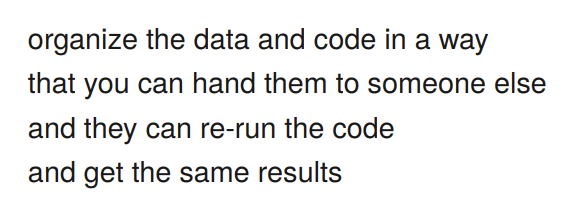 organize the data and code in a way
that you can hand them to someone else
and they can re-run the code
and get the same results